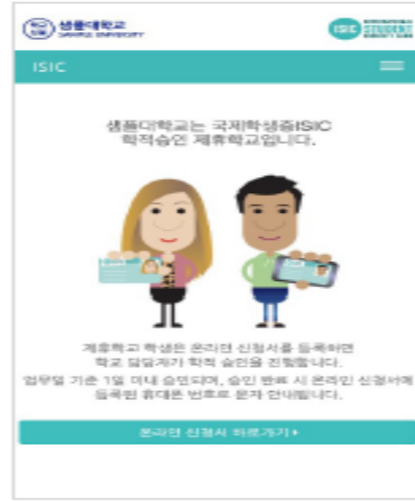 샘플대학교
SAMPLE UNIVERSITY
ISIC STUDENT
ISIC
샘플대학교는 국제학생증ISIC
학적승인 제휴학교입니다.
제휴학교 학생은 온라인 신청서를 등록하면
학교 담당자가 학적 승인을 진행합니다.
업무일 기준 1일 이내 승인되며, 승인 완료 시 온라인 신청서에
등록된 휴대폰 번호로 문자 안내됩니다.
온라인 신청서 바로가기